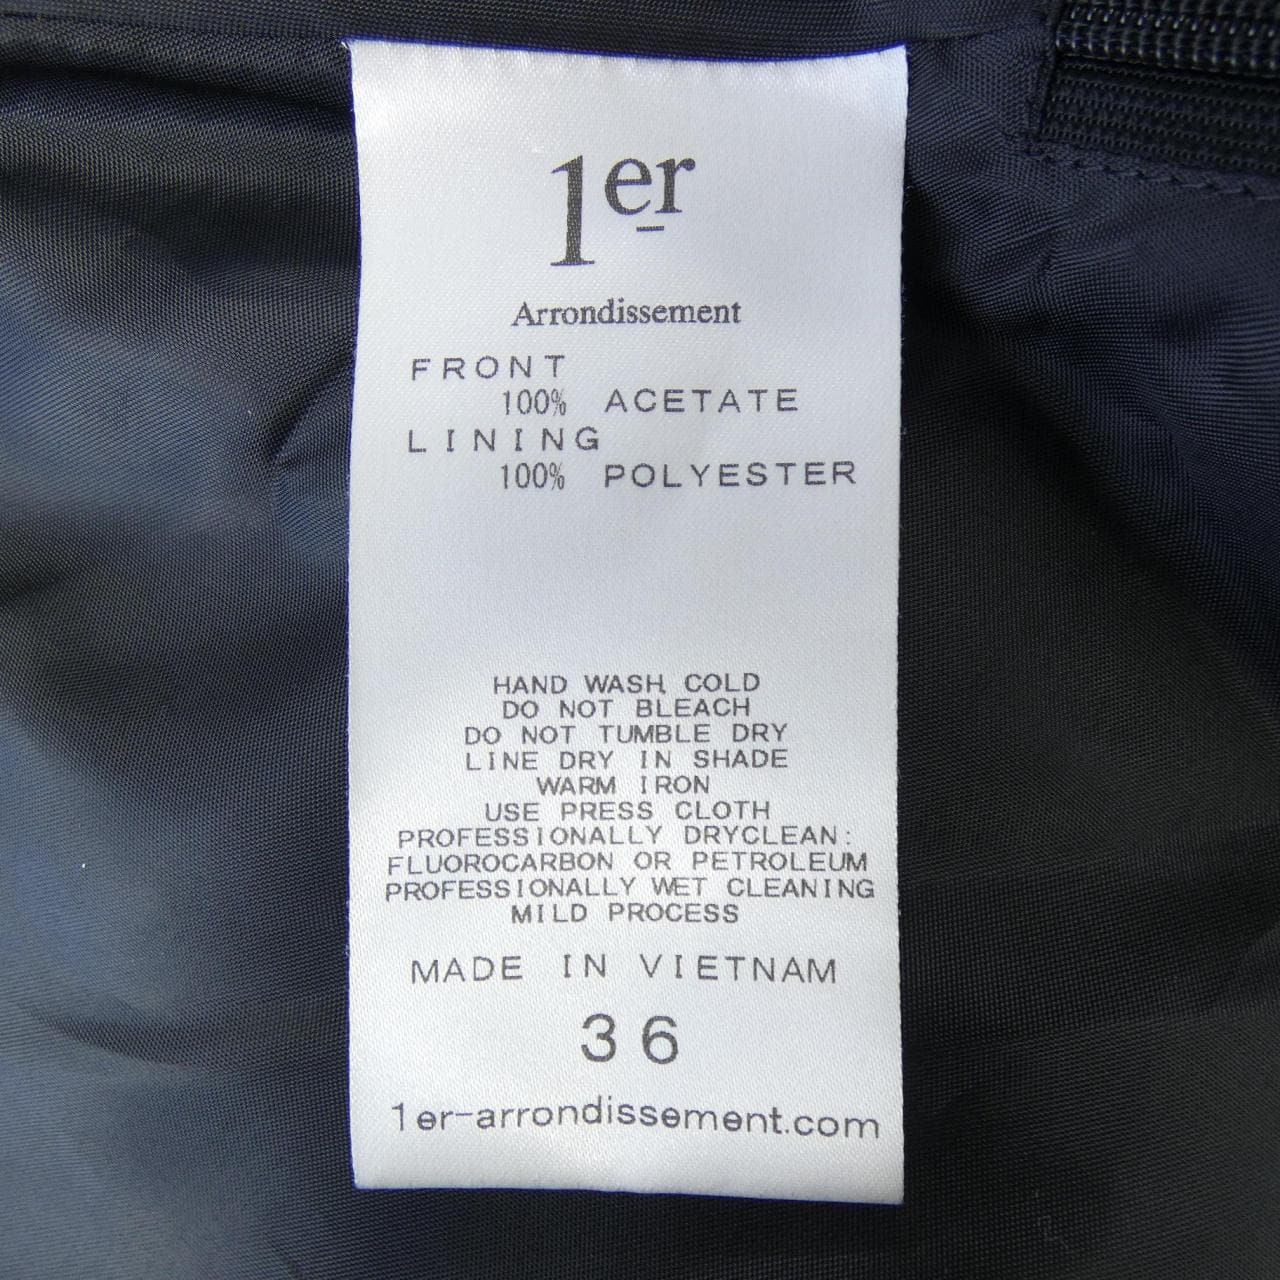 1er
Arrondissement
FRONT
100% ACETATE
LINING
100% POLYESTER
HAND WASH COLD
DO NOT BLEACH
DO NOT TUMBLE DRY
LINE DRY IN SHADE
WARM IRON
USE PRESS CLOTH
PROFESSIONALLY DRYCLEAN:
FLUOROCARBON OR PETROLEUM
PROFESSIONALLY WET CLEANING
MILD PROCESS
MADE IN VIETNAM
36
1er-arrondissement.com